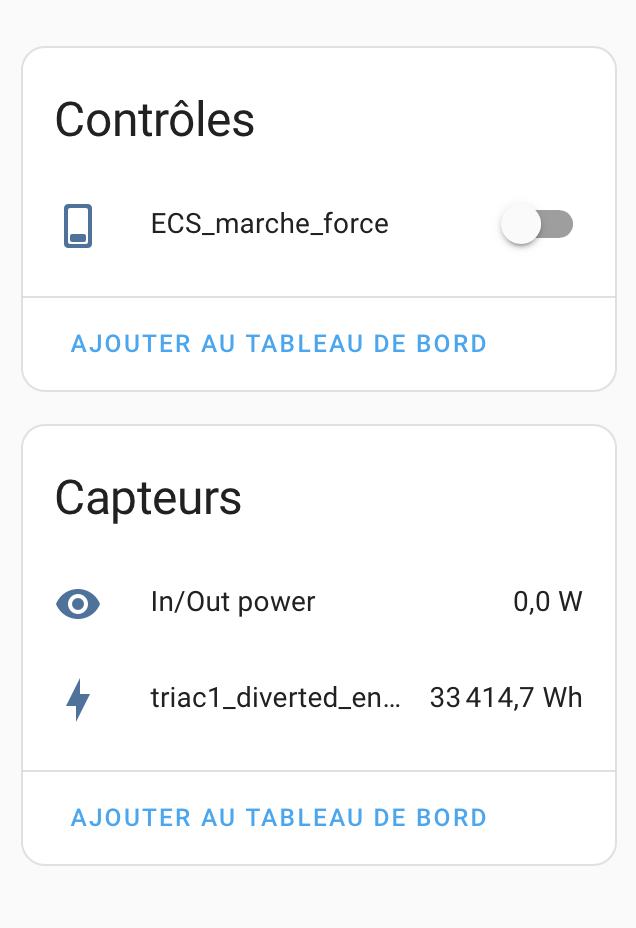 Contrôles
ECS_marche_force
AJOUTER AU TABLEAU DE BORD
Capteurs
In/Out power 0,0 W
triac1_diverted_en… 33 414,7 Wh
AJOUTER AU TABLEAU DE BORD